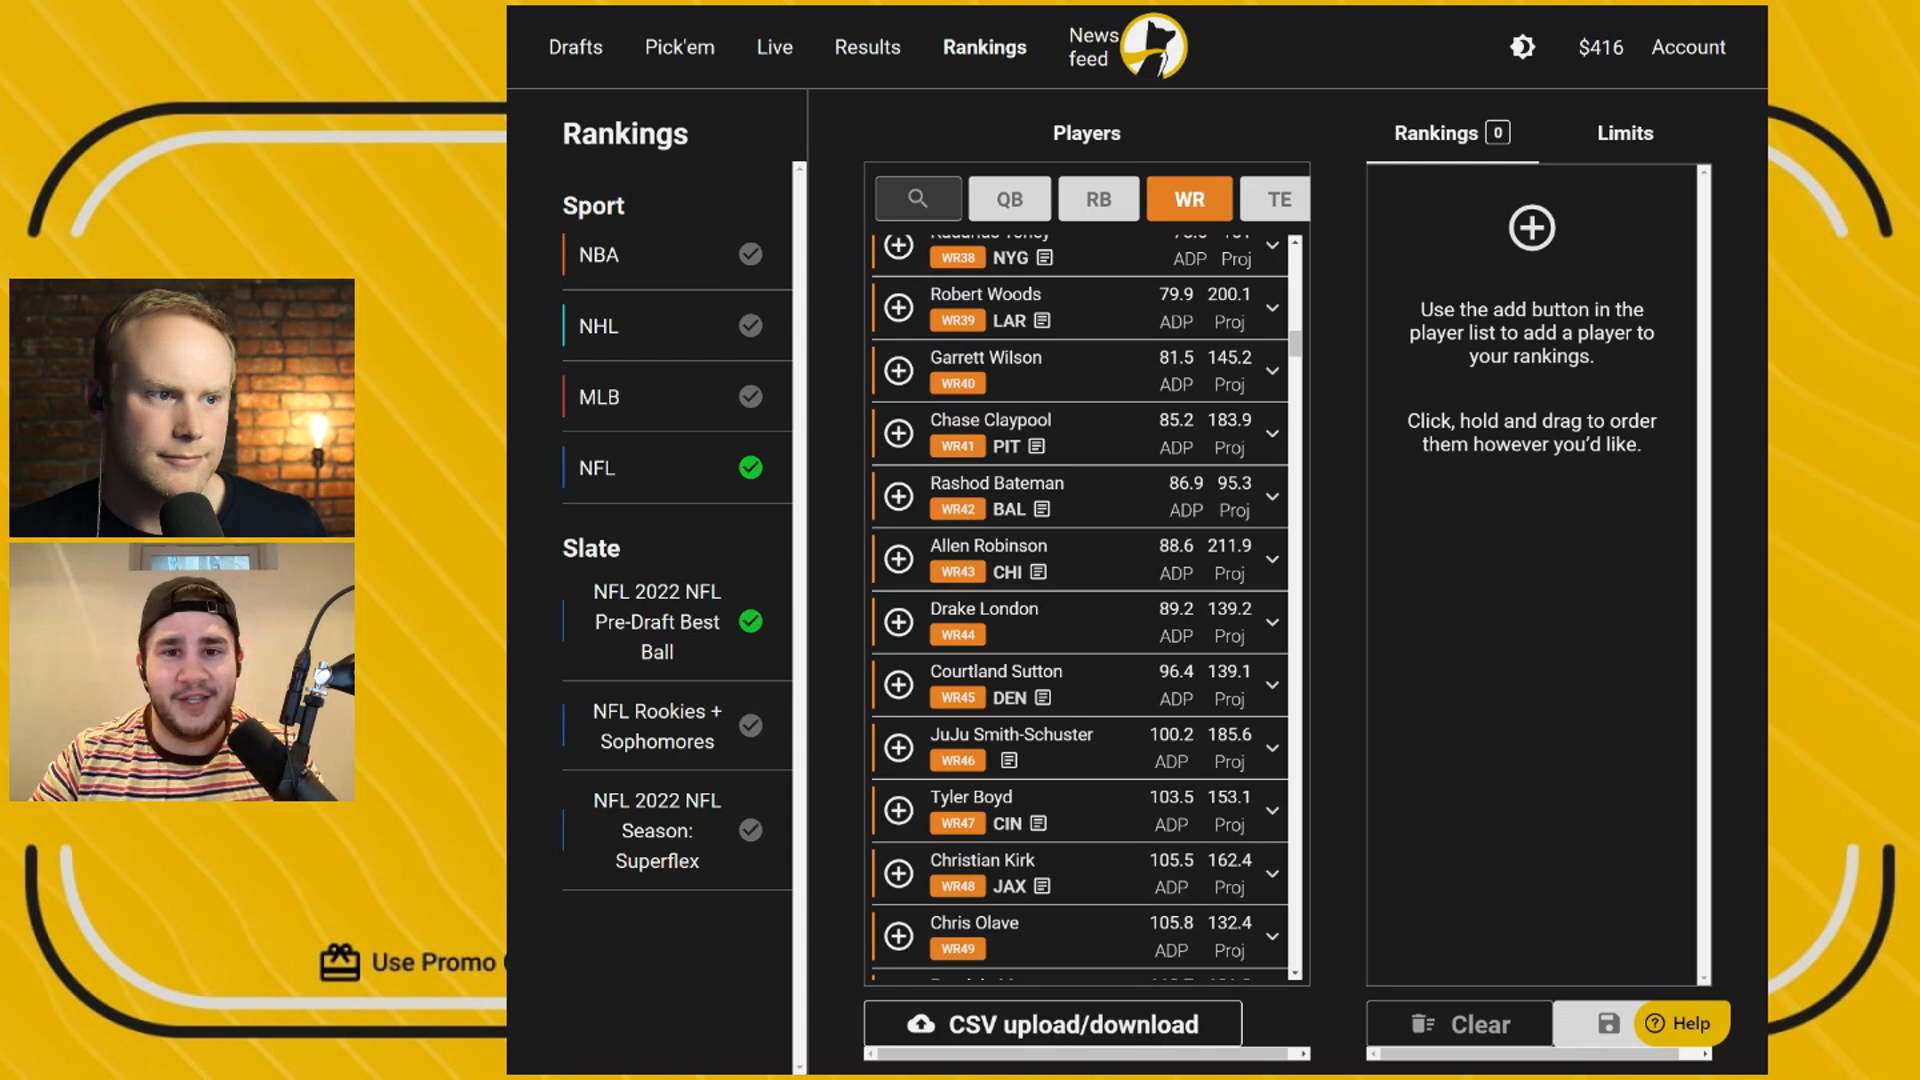 Drafts
Pick'em
Live
Results
Rankings
News
feed
$416
Account
Rankings
Sport
NBA
NHL
MLB
NFL
Slate
NFL 2022 NFL
Pre-Draft Best
Ball
NFL Rookies +
Sophomores
NFL 2022 NFL
Season:
Superflex
Players
QB
RB
WR
TE
WR38 NYG
ADP Proj
Robert Woods 79.9 200.1
WR39 LAR ADP Proj
Garrett Wilson 81.5 145.2
WR40 ADP Proj
Chase Claypool 85.2 183.9
WR41 PIT ADP Proj
Rashod Bateman 86.9 95.3
WR42 BAL ADP Proj
Allen Robinson 88.6 211.9
WR43 CHI ADP Proj
Drake London 89.2 139.2
WR44 ADP Proj
Courtland Sutton 96.4 139.1
WR45 DEN ADP Proj
JuJu Smith-Schuster 100.2 185.6
WR46 ADP Proj
Tyler Boyd 103.5 153.1
WR47 CIN ADP Proj
Christian Kirk 105.5 162.4
WR48 JAX ADP Proj
Chris Olave 105.8 132.4
WR49 ADP Proj
CSV upload/download
Rankings 0
Limits
Use the add button in the
player list to add a player to
your rankings.
Click, hold and drag to order
them however you'd like.
Clear
Help
Use Promo